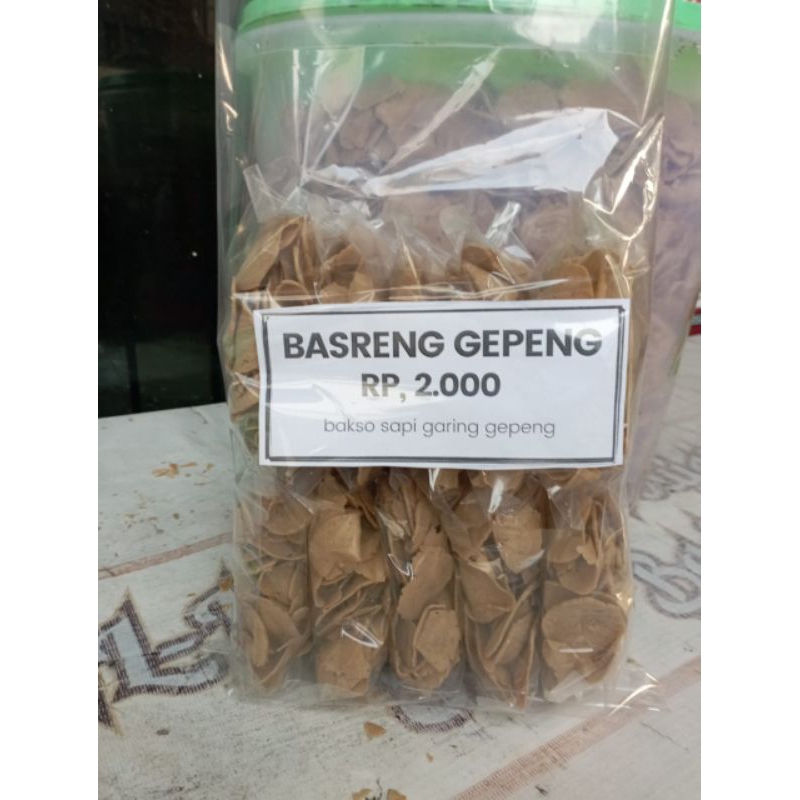 BASRENG GEPENG
RP, 2.000
bakso sapi garing gepeng